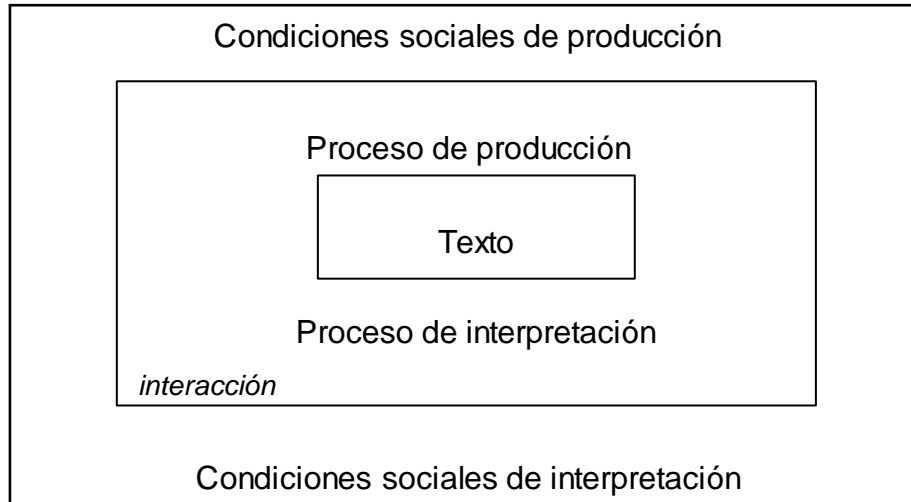 Condiciones sociales de producción
Proceso de producción
Texto
Proceso de interpretación
interacción
Condiciones sociales de interpretación